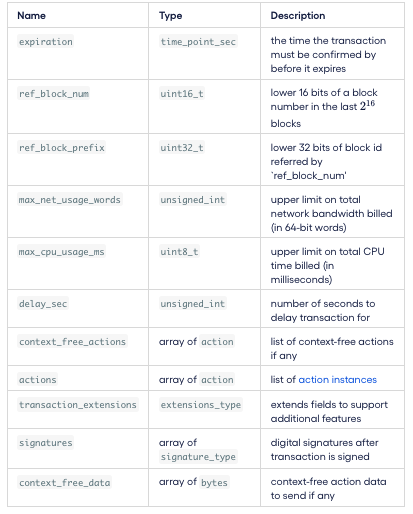 Name Type Description
expiration time_point_sec the time the transaction
must be confirmed by
before it expires
ref_block_num uint16_t lower 16 bits of a block
number in the last 2^16
blocks
ref_block_prefix uint32_t lower 32 bits of block id
referred by
`ref_block_num'
max_net_usage_words unsigned_int upper limit on total
network bandwidth billed
(in 64-bit words)
max_cpu_usage_ms uint8_t upper limit on total CPU
time billed (in
milliseconds)
delay_sec unsigned_int number of seconds to
delay transaction for
context_free_actions array of action list of context-free actions
if any
actions array of action list of action instances
transaction_extensions extensions_type extends fields to support
additional features
signatures array of digital signatures after
signature_type transaction is signed
context_free_data array of bytes context-free action data
to send if any